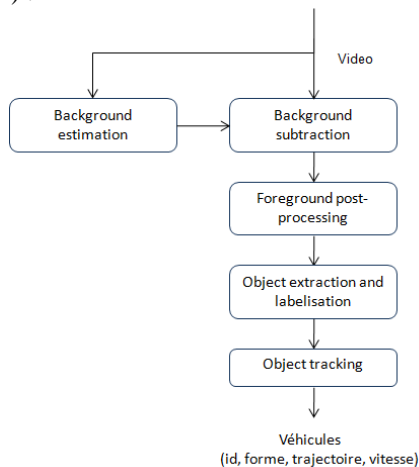 Video
Background
estimation
Background
subtraction
Foreground post-
processing
Object extraction and
labelisation
Object tracking
Véhicules
(id, forme, trajectoire, vitesse)